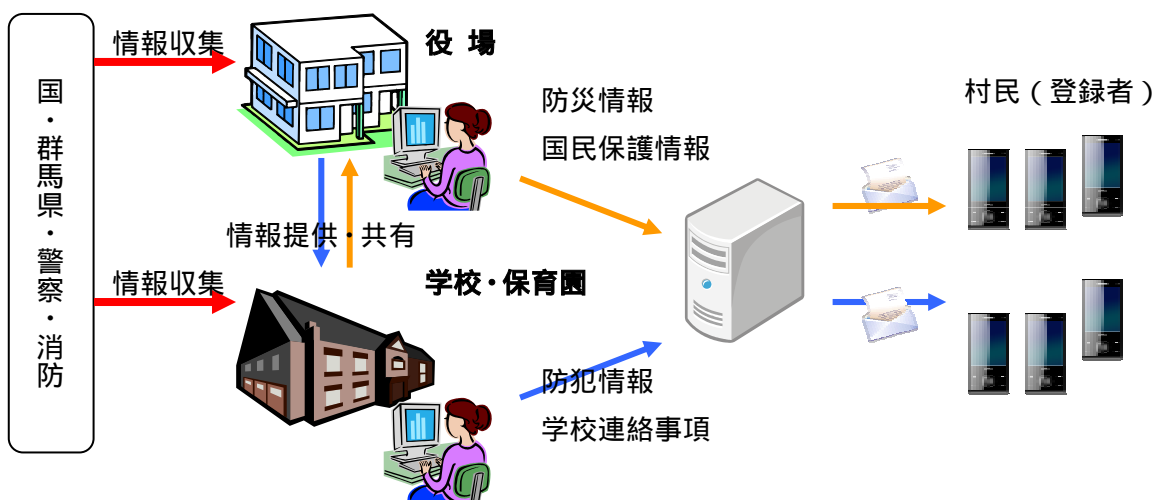 国・群馬県・警察・消防
情報収集
役 場
防災情報
国民保護情報
村民（登録者）
情報提供・共有
情報収集
学校・保育園
防犯情報
学校連絡事項